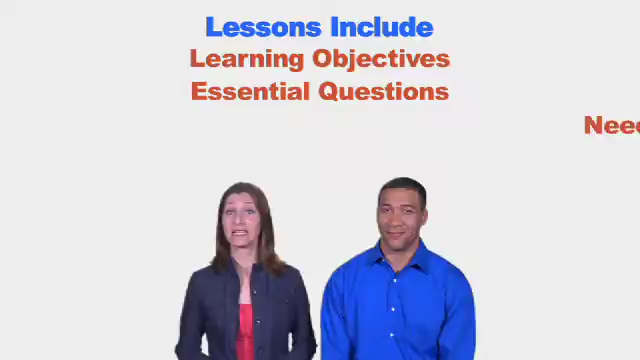 Lessons Include
Learning Objectives
Essential Questions